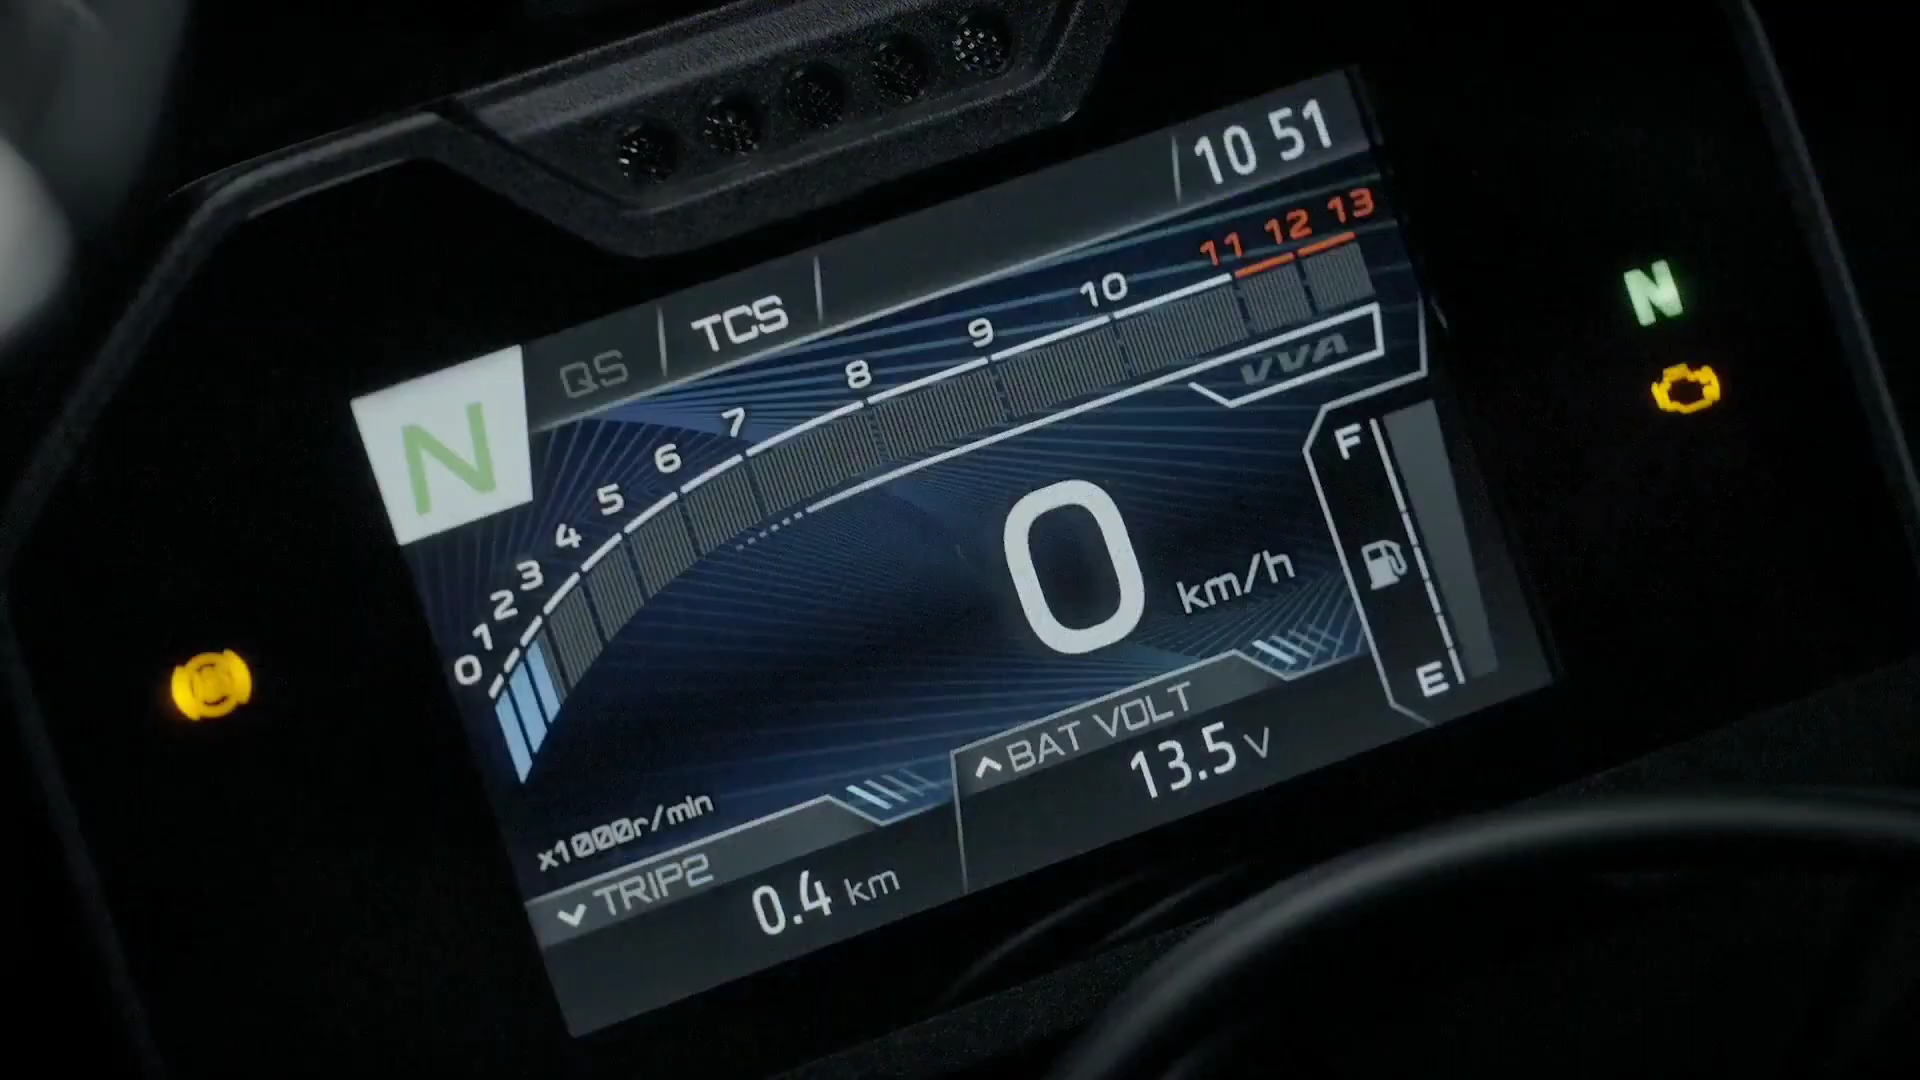 10 51
QS
TCS
N
0 1 2 3 4 5 6 7 8 9 10 11 12 13
VVA
N
F
0 km/h
E
BAT VOLT
13.5 V
x1000r/min
TRIP2
0.4 km